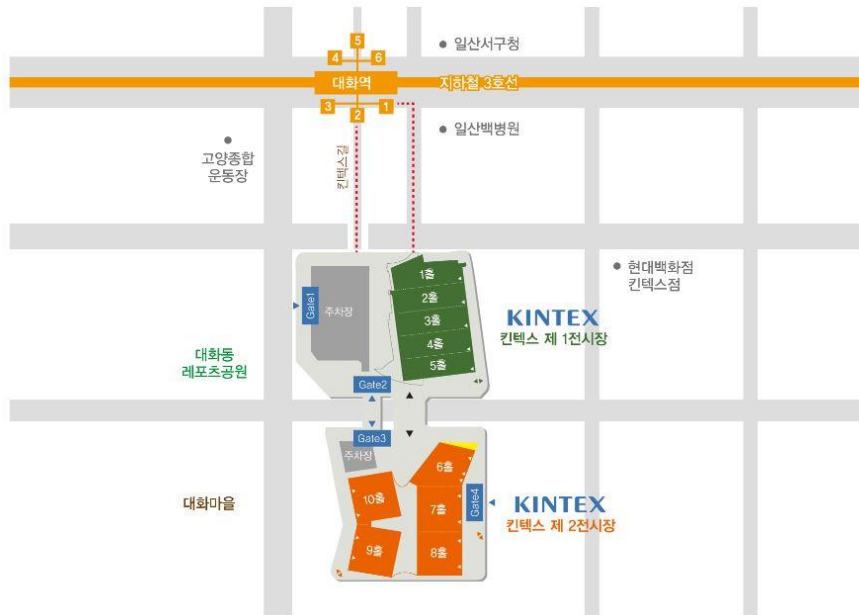 5
4
6
일산서구청
대화역
지하철 3호선
3
2
1
일산백병원
고양종합
운동장
킨텍스길
현대백화점
킨텍스점
1홀
2홀
3홀
4홀
5홀
주차장
Gate1
KINTEX
킨텍스 제 1전시장
대화동
레포츠공원
Gate2
Gate3
주차장
6홀
7홀
8홀
9홀
10홀
Gate4
대화마을
KINTEX
킨텍스 제 2전시장